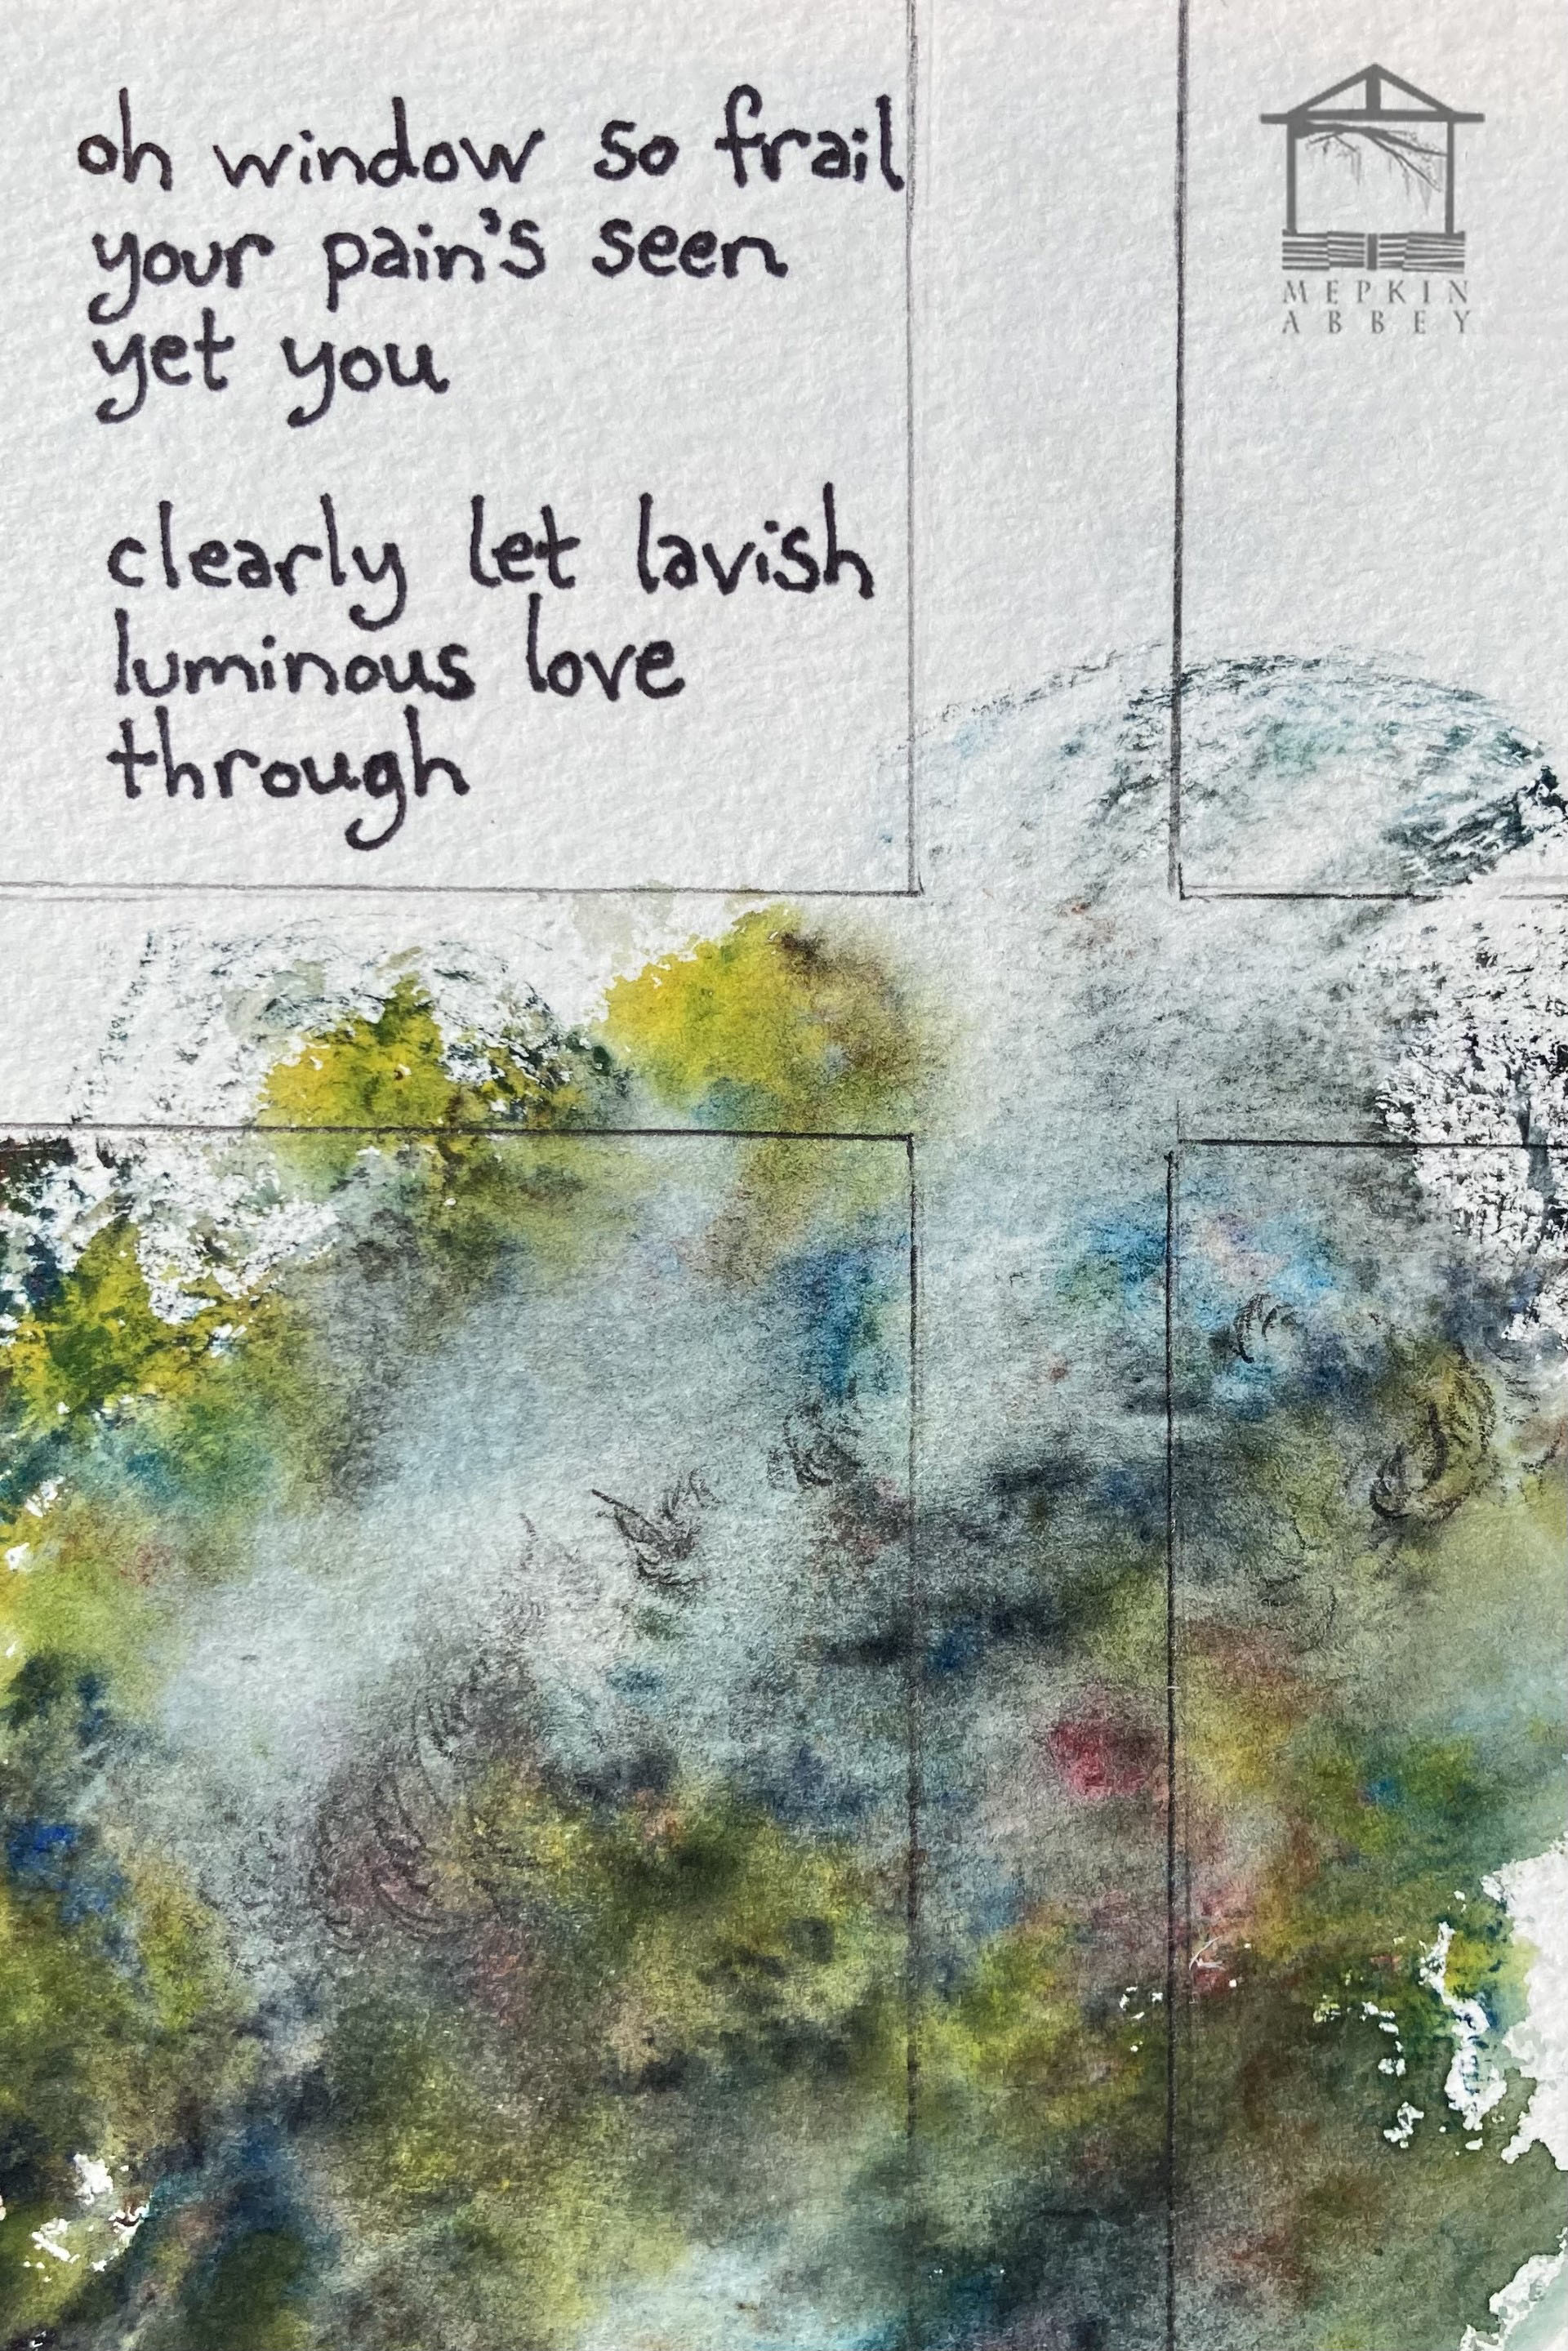 oh window so frail
your pain's seen
yet you
clearly let lavish
luminous love
through
MEPKIN
ABBEY